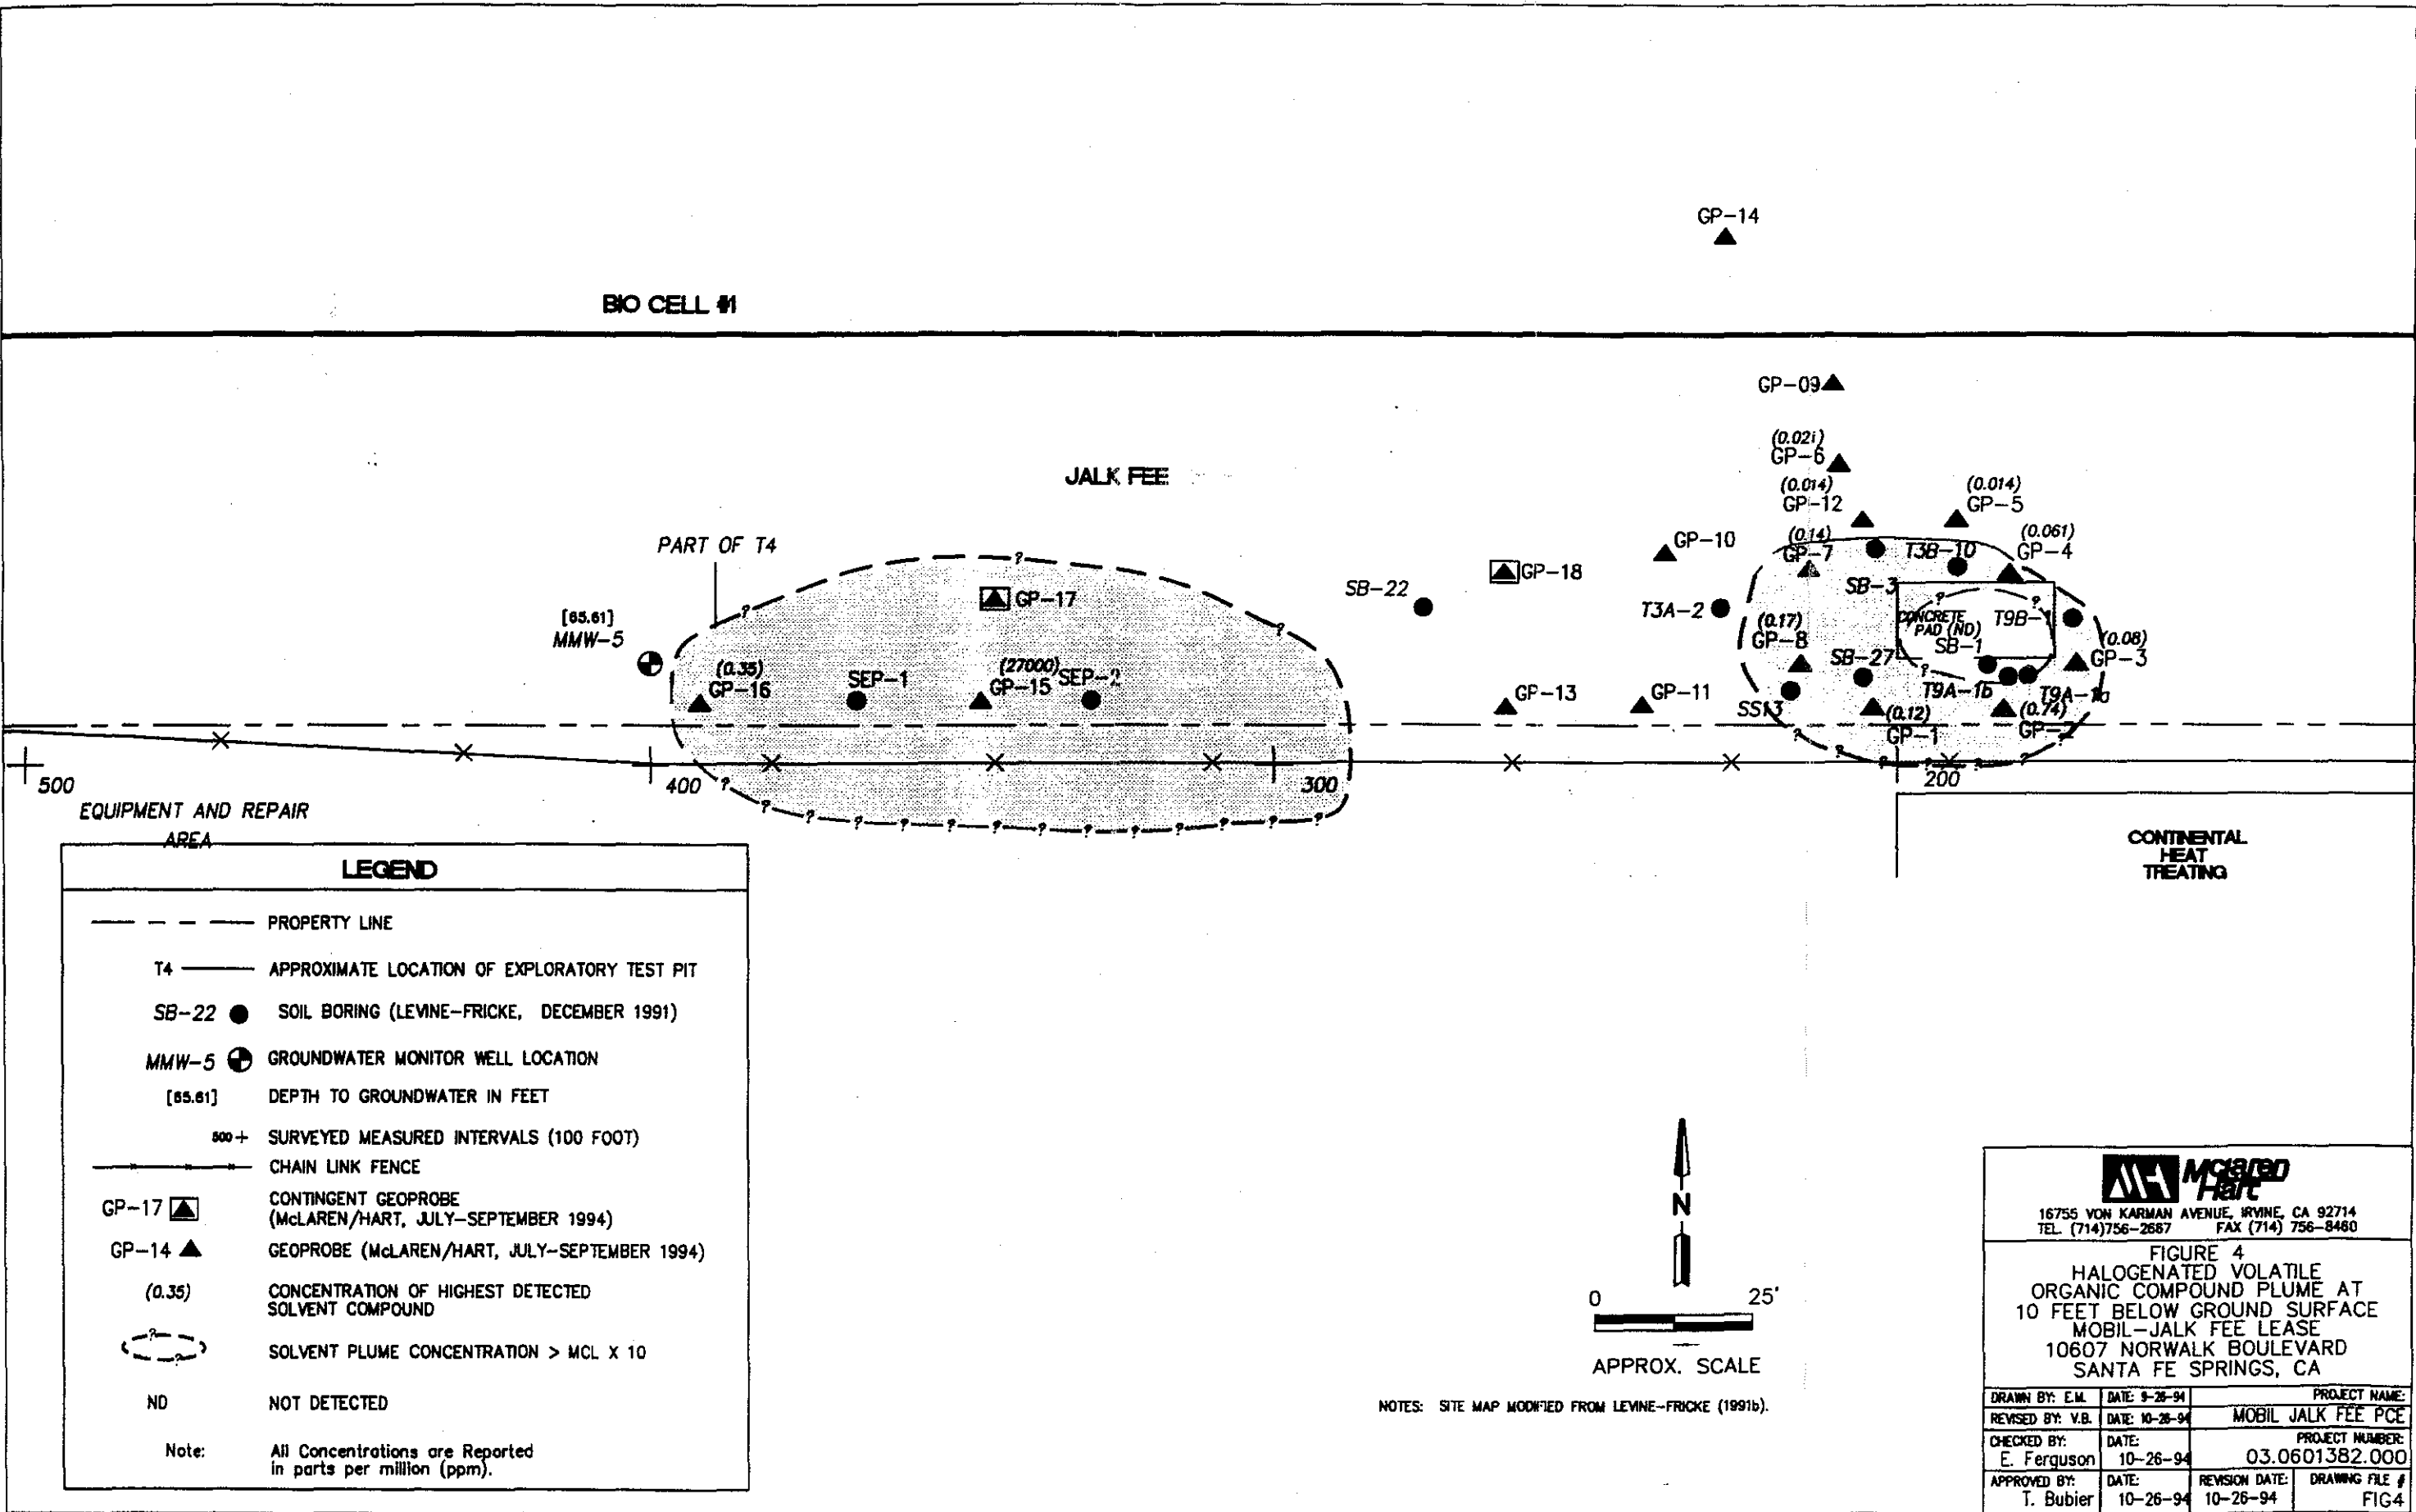 GP-14
BIO CELL #1
GP-09
(0.021)
GP-6
JALK FEE
(0.014)
GP-12
(0.014)
GP-5
PART OF T4
GP-10
(0.14)
GP-7
T3B-10
(0.061)
GP-4
GP-18
SB-22
SB-3
GP-17
T3A-2
[65.61]
MMW-5
(0.17)
GP-8
CONCRETE
PAD (ND)
T9B-1
SB-1
(0.08)
GP-3
(0.35)
GP-16
SEP-1
(27000)
GP-15
SEP-2
GP-13
GP-11
SB-27
T9A-1b
T9A-1a
SS13
(0.12)
GP-1
(0.74)
GP-2
500
400
300
200
EQUIPMENT AND REPAIR
AREA
CONTINENTAL
HEAT
TREATING
LEGEND
PROPERTY LINE
T4 APPROXIMATE LOCATION OF EXPLORATORY TEST PIT
SB-22 SOIL BORING (LEVINE-FRICKE, DECEMBER 1991)
MMW-5 GROUNDWATER MONITOR WELL LOCATION
[65.61] DEPTH TO GROUNDWATER IN FEET
500+ SURVEYED MEASURED INTERVALS (100 FOOT)
CHAIN LINK FENCE
GP-17 CONTINGENT GEOPROBE
(McLAREN/HART, JULY-SEPTEMBER 1994)
GP-14 GEOPROBE (McLAREN/HART, JULY-SEPTEMBER 1994)
(0.35) CONCENTRATION OF HIGHEST DETECTED
SOLVENT COMPOUND
SOLVENT PLUME CONCENTRATION > MCL X 10
ND NOT DETECTED
Note: All Concentrations are Reported
in parts per million (ppm).
N
0 25'
APPROX. SCALE
NOTES: SITE MAP MODIFIED FROM LEVINE-FRICKE (1991b).
McLaren
Hart
16755 VON KARMAN AVENUE, IRVINE, CA 92714
TEL (714)756-2667 FAX (714) 756-8460
FIGURE 4
HALOGENATED VOLATILE
ORGANIC COMPOUND PLUME AT
10 FEET BELOW GROUND SURFACE
MOBIL-JALK FEE LEASE
10607 NORWALK BOULEVARD
SANTA FE SPRINGS, CA
DRAWN BY: E.M. DATE: 9-26-94 PROJECT NAME:
REVISED BY: V.B. DATE: 10-26-94 MOBIL JALK FEE PCE
CHECKED BY: DATE: PROJECT NUMBER:
E. Ferguson 10-26-94 03.0601382.000
APPROVED BY: DATE: REVISION DATE: DRAWING FILE #
T. Bubier 10-26-94 10-26-94 FIG4